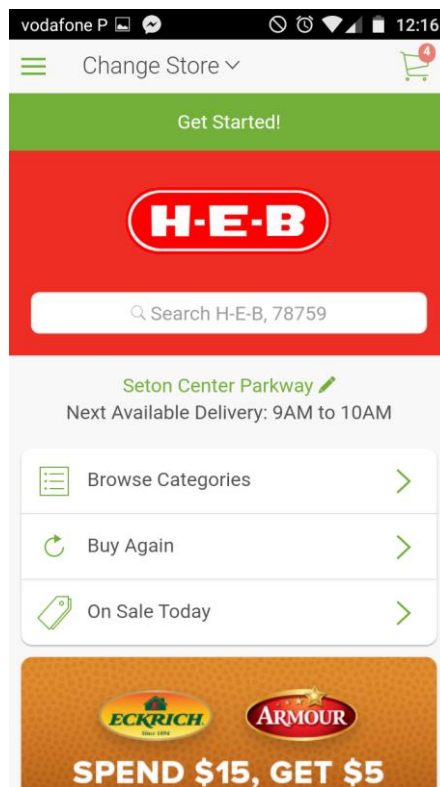 vodafone P 12:16
Change Store
4
Get Started!
H-E-B
Search H-E-B, 78759
Seton Center Parkway
Next Available Delivery: 9AM to 10AM
Browse Categories
Buy Again
On Sale Today
ECKRICH
Since 1894
ARMOUR
SPEND $15, GET $5